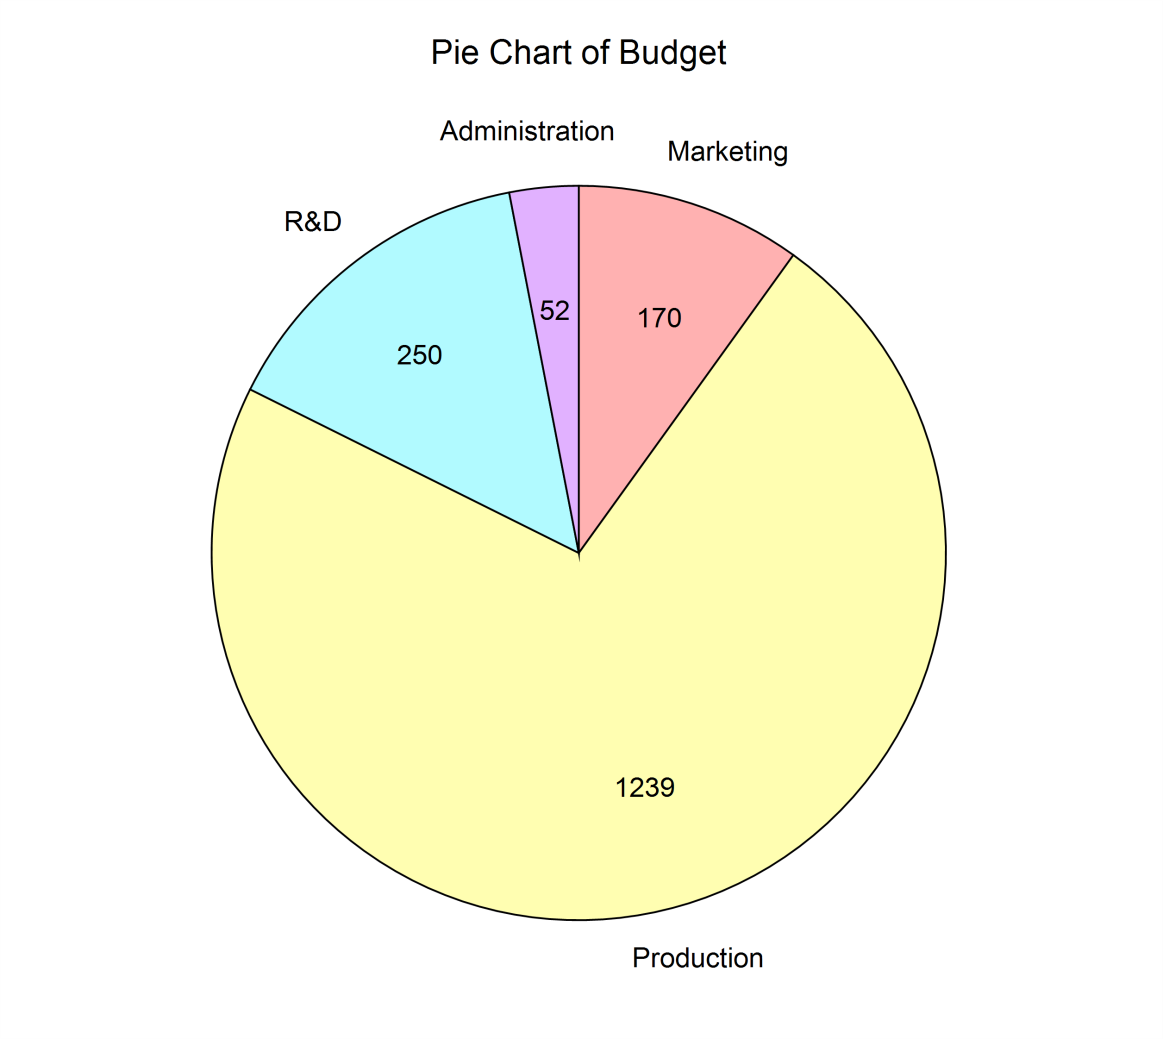 Pie Chart of Budget
Administration
Marketing
R&D
52
170
250
1239
Production